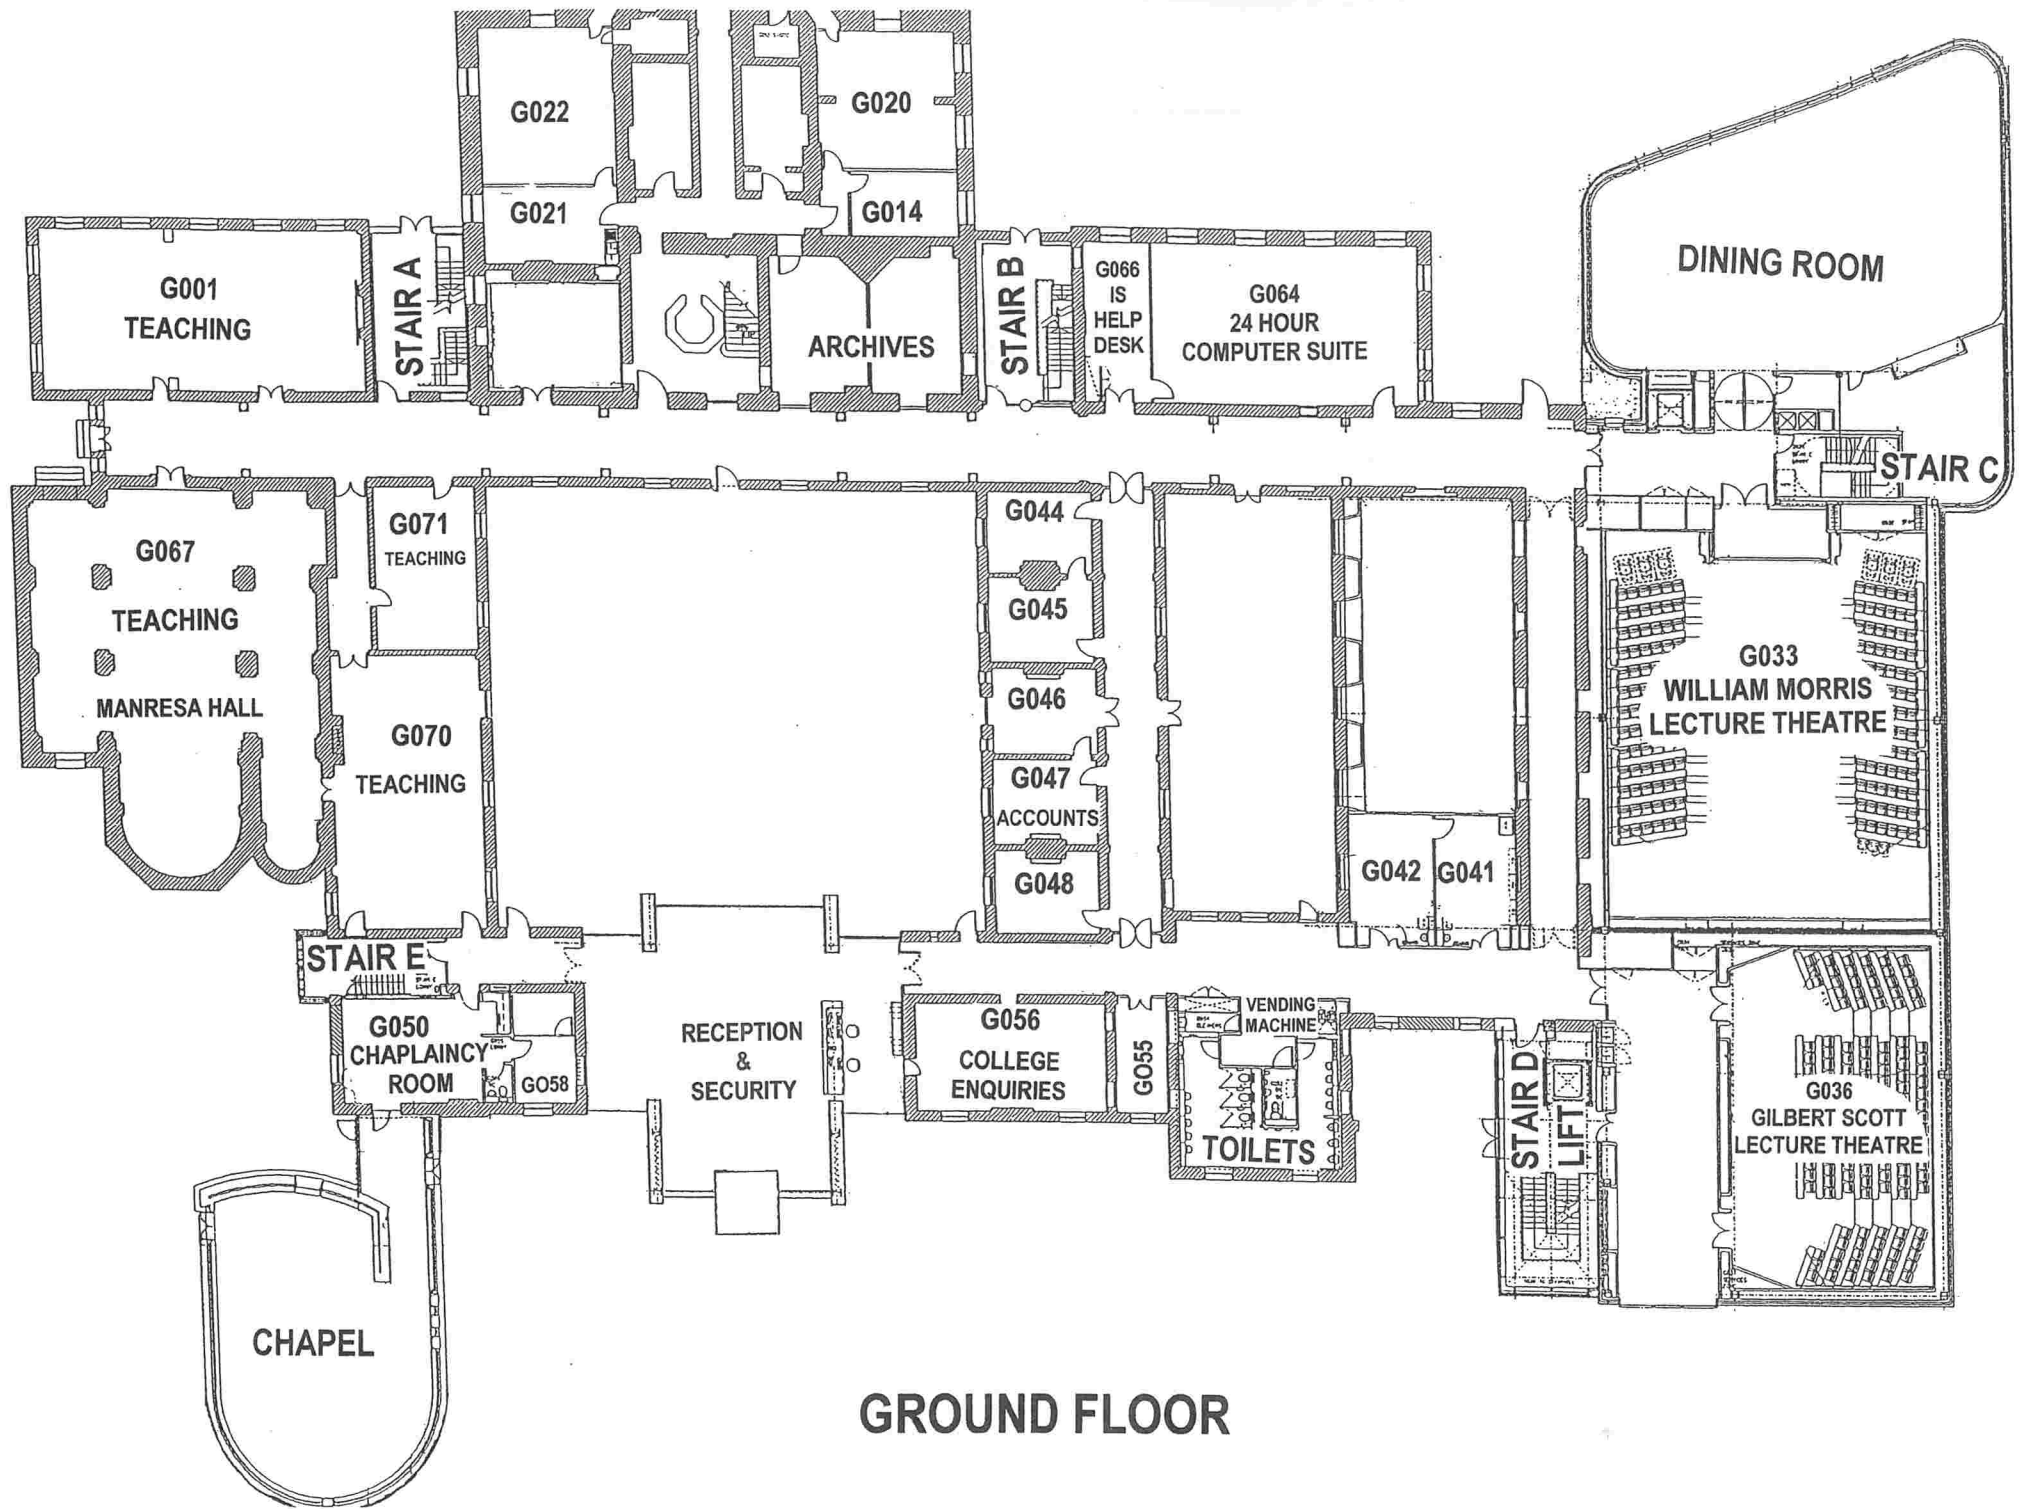 G022
G020
G021
G014
G001
TEACHING
STAIR A
ARCHIVES
STAIR B
G066
IS
HELP
DESK
G064
24 HOUR
COMPUTER SUITE
DINING ROOM
STAIR C
G067
TEACHING
MANRESA HALL
G071
TEACHING
G070
TEACHING
G044
G045
G046
G047
ACCOUNTS
G048
G042
G041
G033
WILLIAM MORRIS
LECTURE THEATRE
STAIR E
G050
CHAPLAINCY
ROOM
GO58
RECEPTION
&
SECURITY
G056
COLLEGE
ENQUIRIES
GO55
VENDING
MACHINE
TOILETS
STAIR D
LIFT
G036
GILBERT SCOTT
LECTURE THEATRE
CHAPEL
GROUND FLOOR